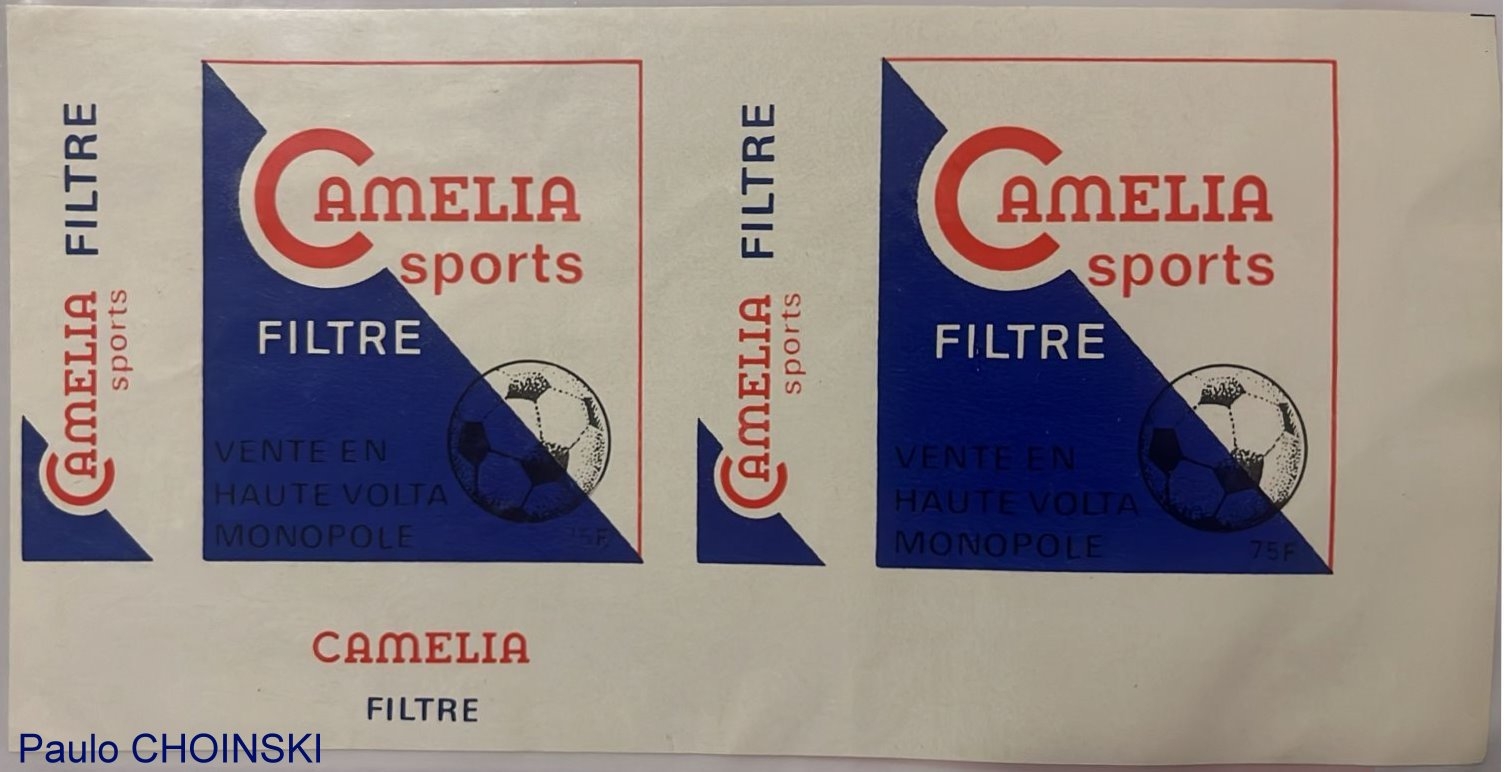 CAMELIA FILTRE
sports
CAMELIA
sports
FILTRE
VENTE EN
HAUTE VOLTA
MONOPOLE
75F
CAMELIA FILTRE
sports
CAMELIA
sports
FILTRE
VENTE EN
HAUTE VOLTA
MONOPOLE
75F
CAMELIA
FILTRE
Paulo CHOINSKI